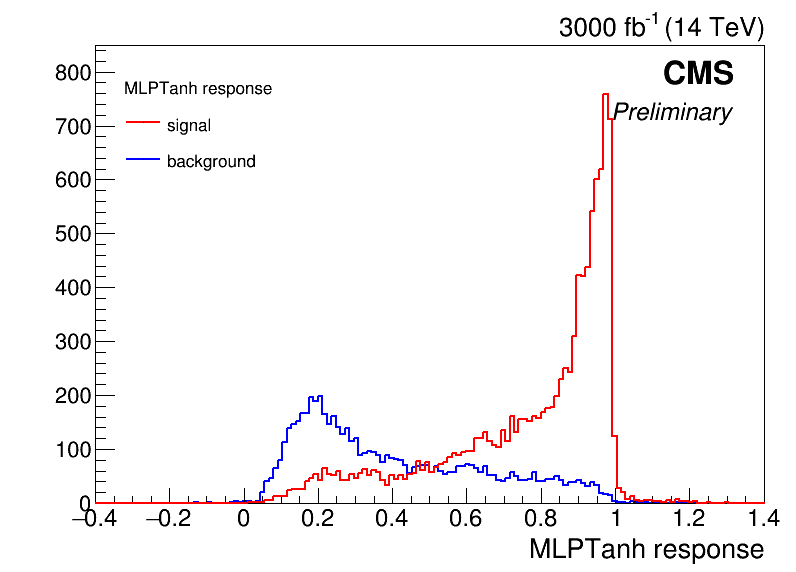 3000 fb⁻¹ (14 TeV)
CMS
Preliminary
MLPTanh response
signal
background
800
700
600
500
400
300
200
100
0
−0.4 −0.2 0 0.2 0.4 0.6 0.8 1 1.2 1.4
MLPTanh response